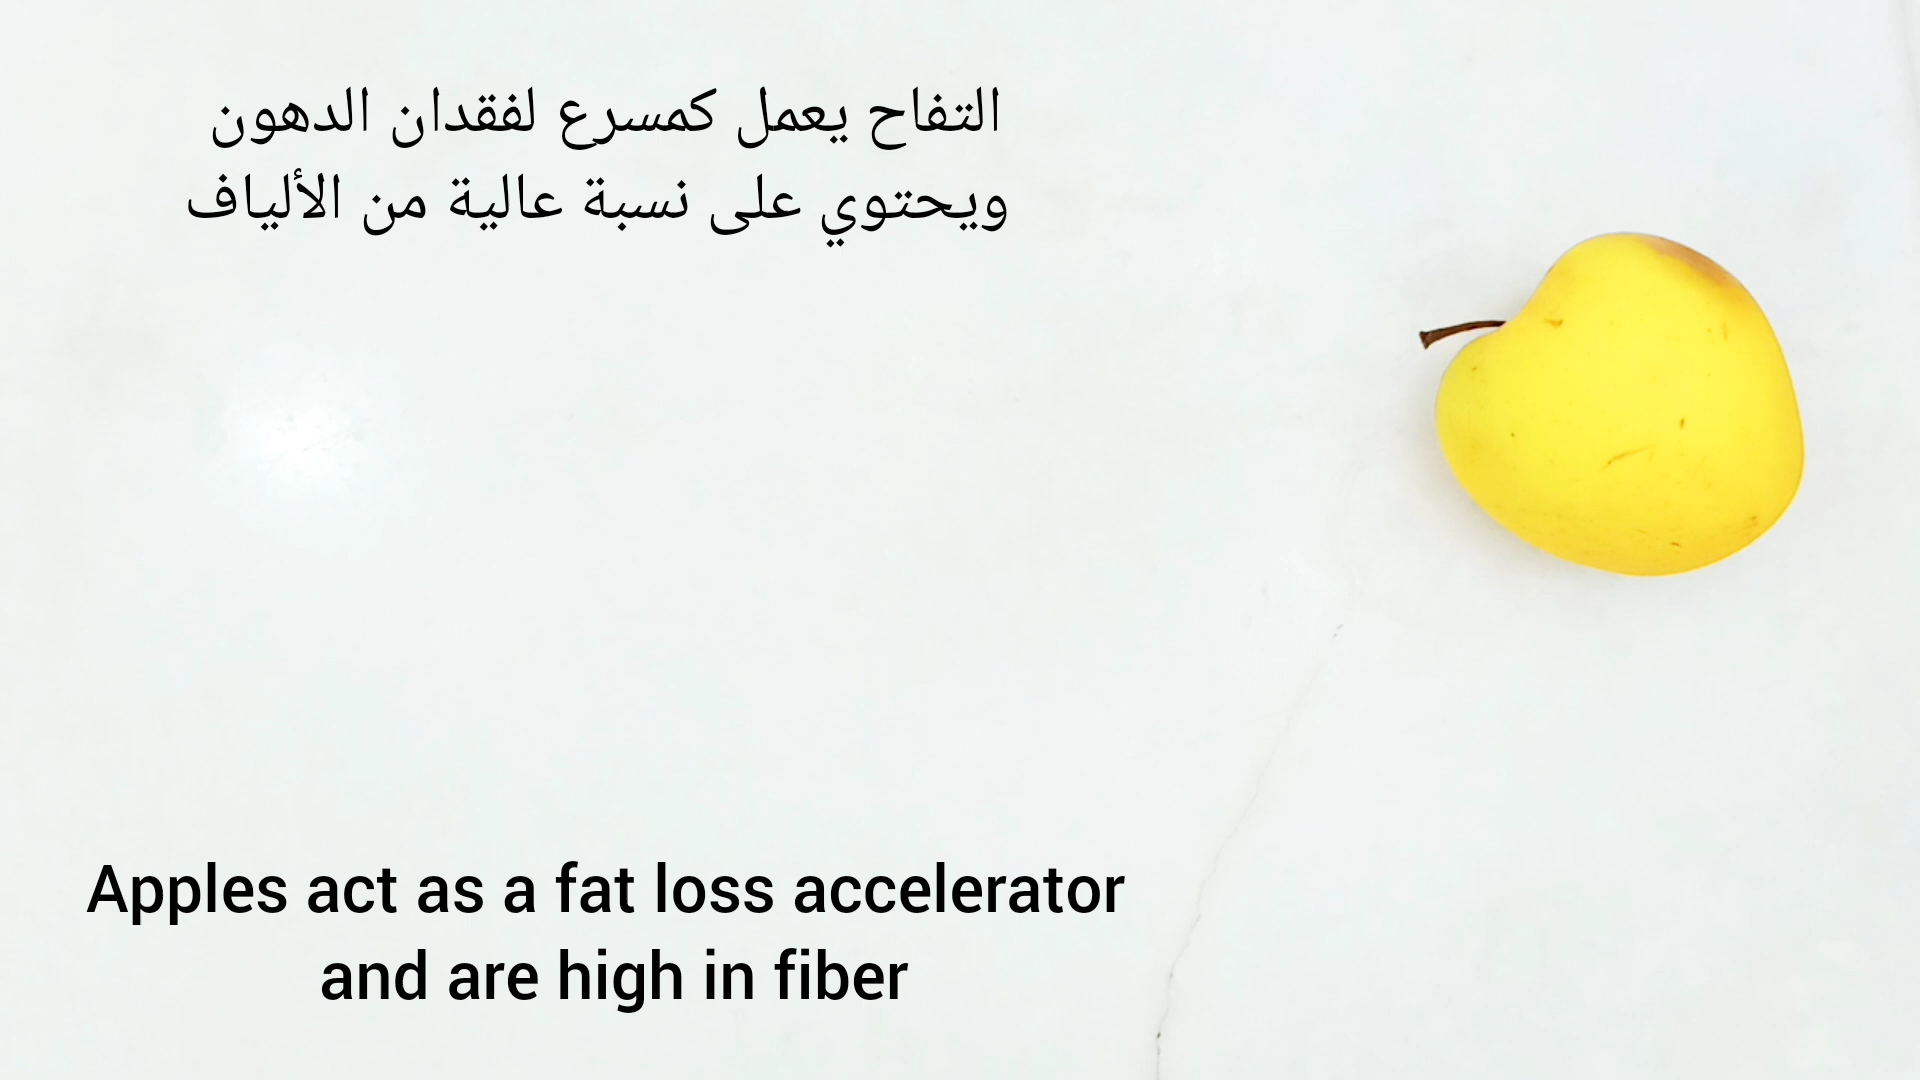 التفاح يعمل كمسرع لفقدان الدهون
ويحتوي على نسبة عالية من الألياف
Apples act as a fat loss accelerator
and are high in fiber